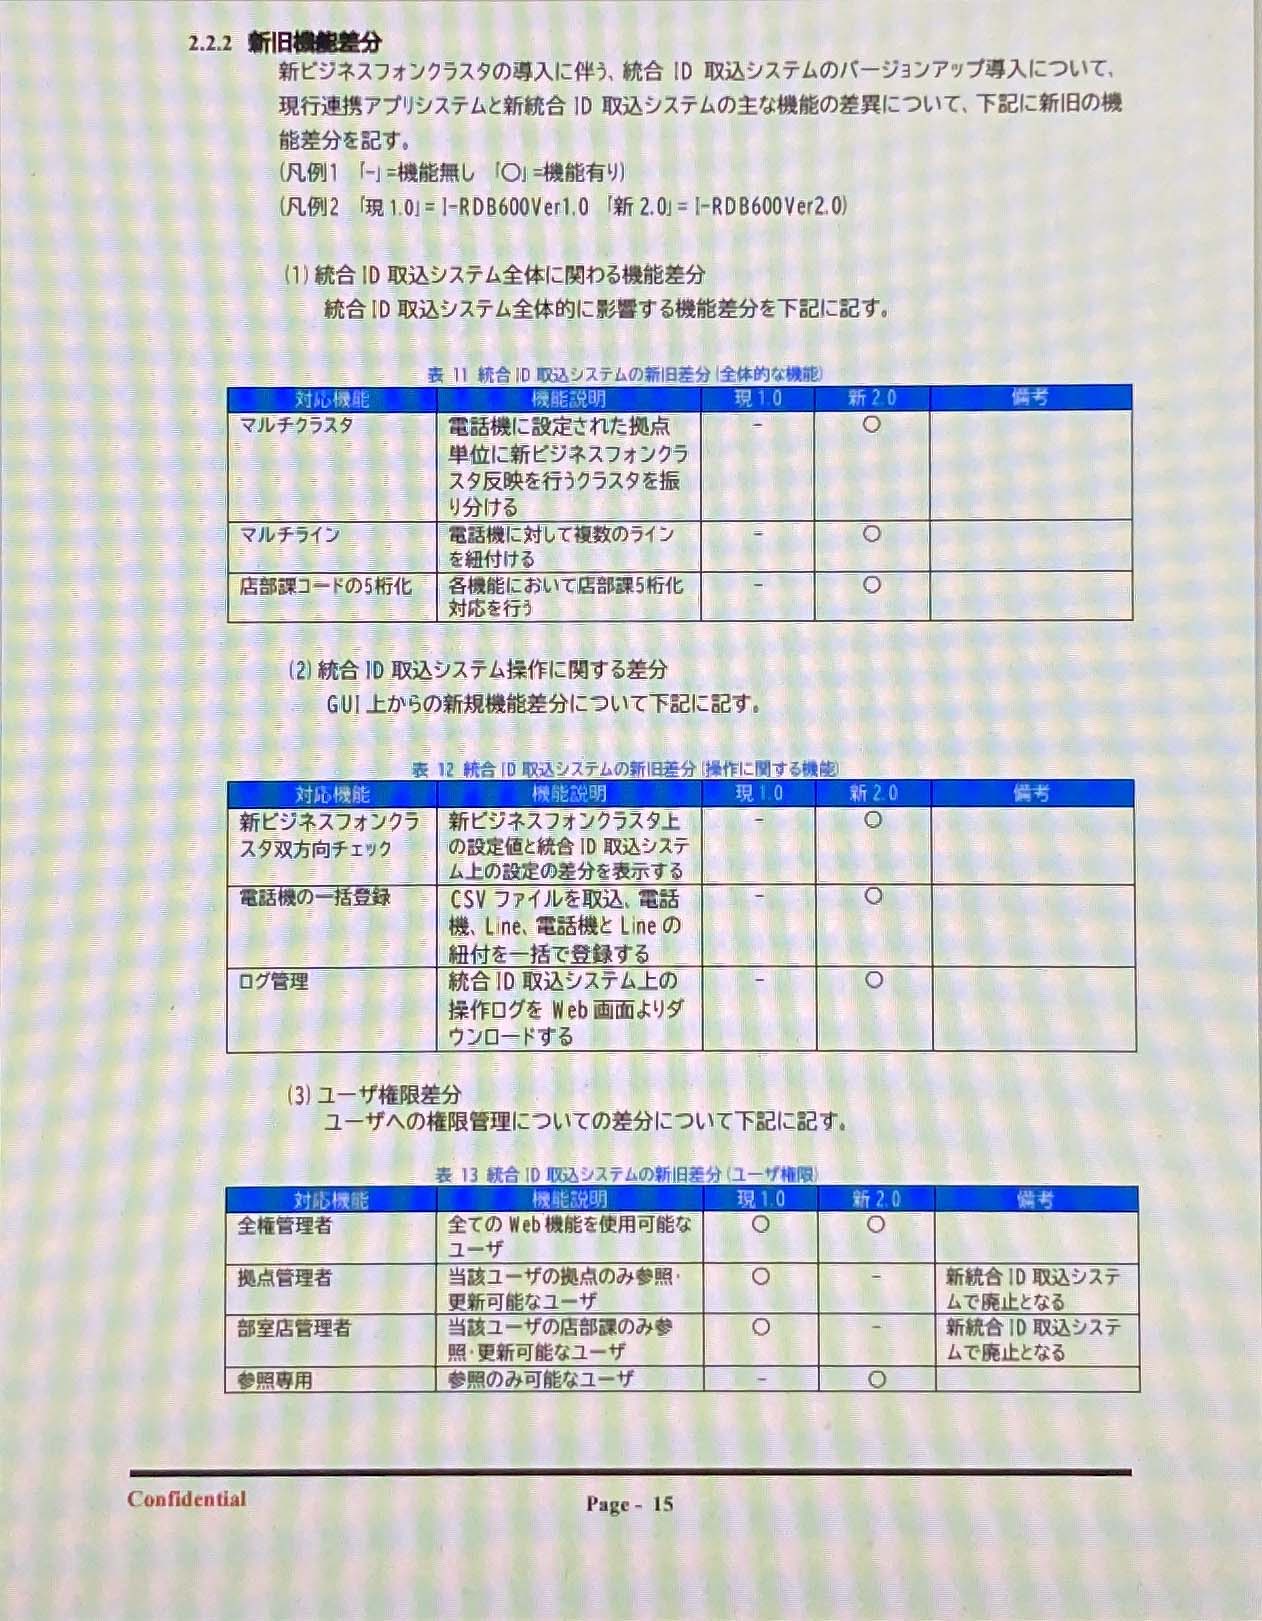 2.2.2 新旧機能差分
新ビジネスフォンクラスタの導入に伴う、統合 ID 取込システムのバージョンアップ導入について、
現行連携アプリシステムと新統合 ID 取込システムの主な機能の差異について、下記に新旧の機
能差分を記す。
(凡例1 「-」=機能無し 「〇」=機能有り)
(凡例2 「現 1.0」= I-RDB600Ver1.0 「新 2.0」= I-RDB600Ver2.0)
(1) 統合 ID 取込システム全体に関わる機能差分
統合 ID 取込システム全体的に影響する機能差分を下記に記す。
表 11 統合 ID 取込システムの新旧差分 (全体的な機能)
対応機能 機能説明 現 1.0 新 2.0 備考
マルチクラスタ 電話機に設定された拠点 - 〇
単位に新ビジネスフォンクラ
スタ反映を行うクラスタを振
り分ける
マルチライン 電話機に対して複数のライン - 〇
を紐付ける
店部課コードの5桁化 各機能において店部課5桁化 - 〇
対応を行う
(2) 統合 ID 取込システム操作に関する差分
GUI 上からの新規機能差分について下記に記す。
表 12 統合 ID 取込システムの新旧差分 (操作に関する機能)
対応機能 機能説明 現 1.0 新 2.0 備考
新ビジネスフォンクラ 新ビジネスフォンクラスタ上 - 〇
スタ双方向チェック の設定値と統合 ID 取込システ
ム上の設定の差分を表示する
電話機の一括登録 CSV ファイルを取込、電話 - 〇
機、Line、電話機と Line の
紐付を一括で登録する
ログ管理 統合 ID 取込システム上の - 〇
操作ログを Web 画面よりダ
ウンロードする
(3) ユーザ権限差分
ユーザへの権限管理についての差分について下記に記す。
表 13 統合 ID 取込システムの新旧差分 (ユーザ権限)
対応機能 機能説明 現 1.0 新 2.0 備考
全権管理者 全ての Web 機能を使用可能な 〇 〇
ユーザ
拠点管理者 当該ユーザの拠点のみ参照・ 〇 - 新統合 ID 取込システ
更新可能なユーザ ムで廃止となる
部室店管理者 当該ユーザの店部課のみ参 〇 - 新統合 ID 取込システ
照・更新可能なユーザ ムで廃止となる
参照専用 参照のみ可能なユーザ - 〇
Confidential Page - 15